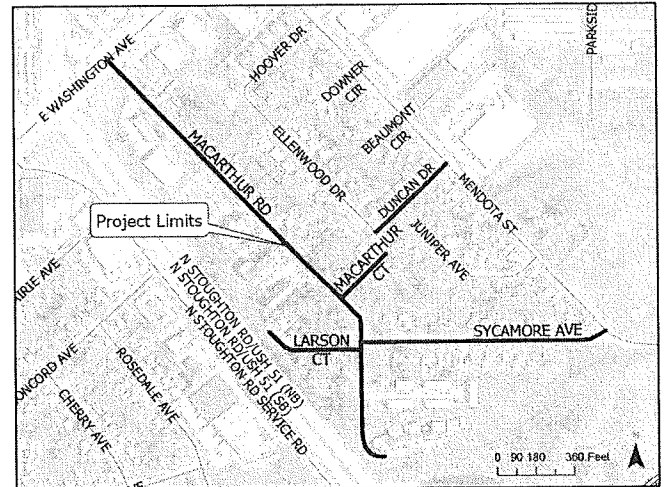 E WASHINGTON AVE
HOOVER DR
DOWNER
CIR
BEAUMONT
CIR
PARKSID
MACARTHUR RD
ELLENWOOD DR
DUNCAN DR
MENDOTA ST
Project Limits
MACARTHUR
CT
JUNIPER AVE
AIRIE AVE
N STOUGHTON RD/USH 51 (NB)
N STOUGHTON RD/USH 51 (SB)
N STOUGHTON RD SERVICE RD
LARSON
CT
SYCAMORE AVE
ONCORD AVE
ROSEDALE AVE
CHERRY AVE
N
0 90 180 360 Feet